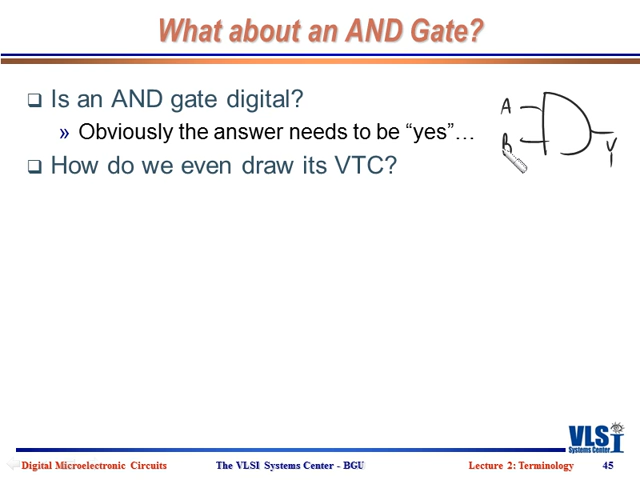 What about an AND Gate?
Is an AND gate digital?
» Obviously the answer needs to be “yes”…
How do we even draw its VTC?
A
B
Y
VLSI
Systems Center
Digital Microelectronic Circuits
The VLSI Systems Center - BGU
Lecture 2: Terminology
45